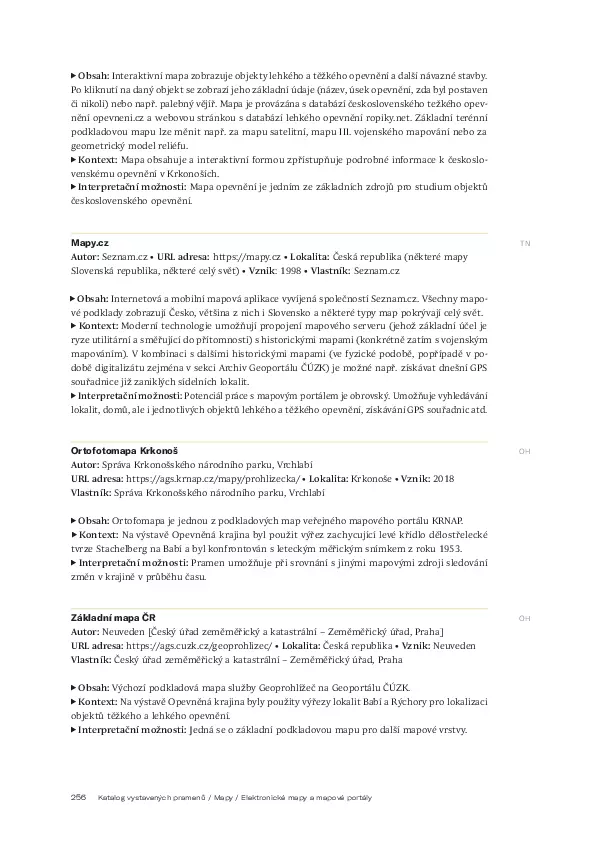 ▶ Obsah: Interaktivní mapa zobrazuje objekty lehkého a těžkého opevnění a další návazné stavby.
Po kliknutí na daný objekt se zobrazí jeho základní údaje (název, úsek opevnění, zda byl postaven
či nikoli) nebo např. palebný vějíř. Mapa je provázána s databází československého težkého opev-
nění opevneni.cz a webovou stránkou s databází lehkého opevnění ropiky.net. Základní terénní
podkladovou mapu lze měnit např. za mapu satelitní, mapu III. vojenského mapování nebo za
geometrický model reliéfu.
▶ Kontext: Mapa obsahuje a interaktivní formou zpřístupňuje podrobné informace k českoslo-
venskému opevnění v Krkonoších.
▶ Interpretační možnosti: Mapa opevnění je jedním ze základních zdrojů pro studium objektů
československého opevnění.
Mapy.cz TN
Autor: Seznam.cz • URL adresa: https://mapy.cz • Lokalita: Česká republika (některé mapy
Slovenská republika, některé celý svět) • Vznik: 1998 • Vlastník: Seznam.cz
▶ Obsah: Internetová a mobilní mapová aplikace vyvíjená společností Seznam.cz. Všechny mapo-
vé podklady zobrazují Česko, většina z nich i Slovensko a některé typy map pokrývají celý svět.
▶ Kontext: Moderní technologie umožňují propojení mapového serveru (jehož základní účel je
ryze utilitární a směřující do přítomnosti) s historickými mapami (konkrétně zatím s vojenským
mapováním). V kombinaci s dalšími historickými mapami (ve fyzické podobě, popřípadě v po-
době digitalizátu zejména v sekci Archiv Geoportálu ČÚZK) je možné např. získávat dnešní GPS
souřadnice již zaniklých sídelních lokalit.
▶ Interpretační možnosti: Potenciál práce s mapovým portálem je obrovský. Umožňuje vyhledávání
lokalit, domů, ale i jednotlivých objektů lehkého a těžkého opevnění, získávání GPS souřadnic atd.
Ortofotomapa Krkonoš OH
Autor: Správa Krkonošského národního parku, Vrchlabí
URL adresa: https://ags.krnap.cz/mapy/prohlizecka/ • Lokalita: Krkonoše • Vznik: 2018
Vlastník: Správa Krkonošského národního parku, Vrchlabí
▶ Obsah: Ortofomapa je jednou z podkladových map veřejného mapového portálu KRNAP.
▶ Kontext: Na výstavě Opevněná krajina byl použit výřez zachycující levé křídlo dělostřelecké
tvrze Stachelberg na Babí a byl konfrontován s leteckým měřickým snímkem z roku 1953.
▶ Interpretační možnosti: Pramen umožňuje při srovnání s jinými mapovými zdroji sledování
změn v krajině v průběhu času.
Základní mapa ČR OH
Autor: Neuveden [Český úřad zeměměřický a katastrální – Zeměměřický úřad, Praha]
URL adresa: https://ags.cuzk.cz/geoprohlizec/ • Lokalita: Česká republika • Vznik: Neuveden
Vlastník: Český úřad zeměměřický a katastrální – Zeměměřický úřad, Praha
▶ Obsah: Výchozí podkladová mapa služby Geoprohlížeč na Geoportálu ČÚZK.
▶ Kontext: Na výstavě Opevněná krajina byly použity výřezy lokalit Babí a Rýchory pro lokalizaci
objektů těžkého a lehkého opevnění.
▶ Interpretační možnosti: Jedná se o základní podkladovou mapu pro další mapové vrstvy.
256 Katalog vystavených pramenů / Mapy / Elektronické mapy a mapové portály